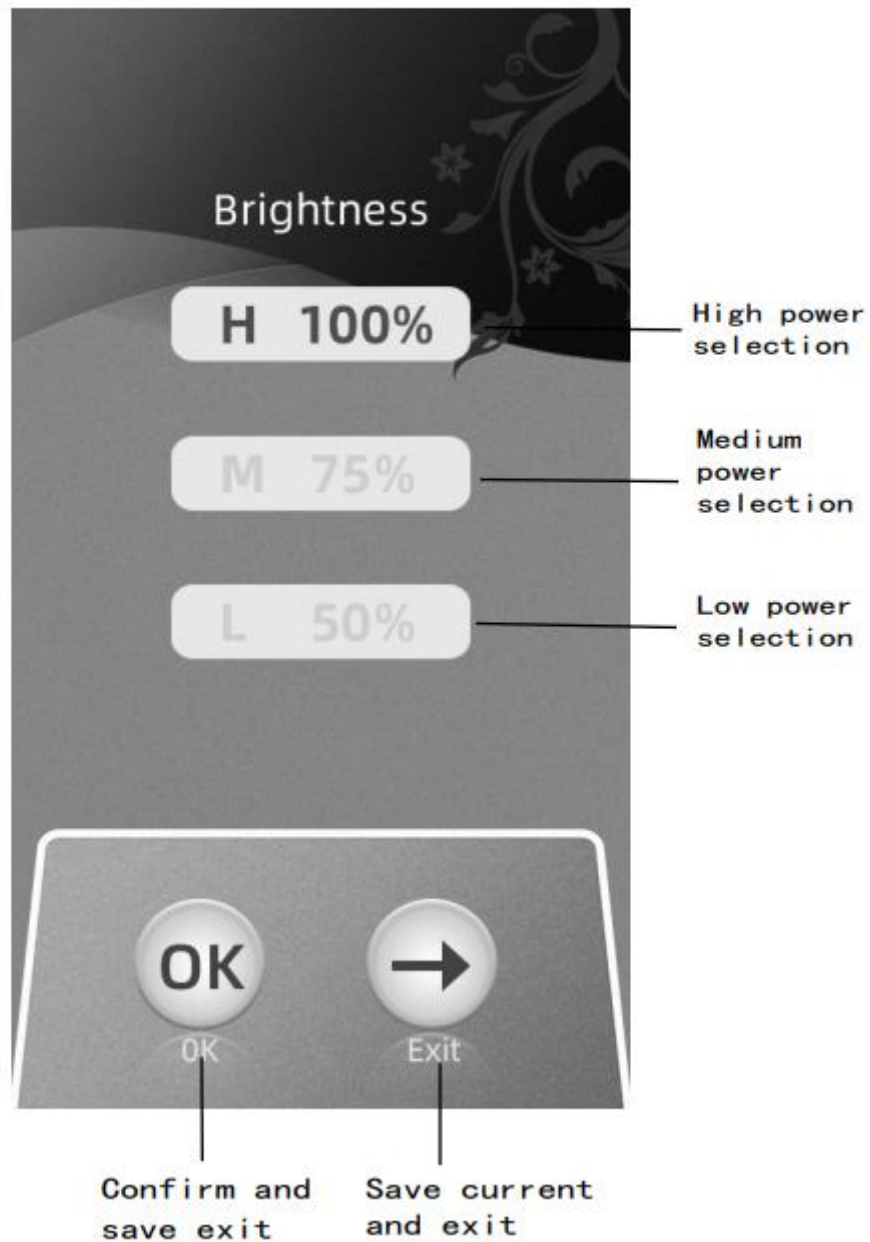 Brightness
H 100%
High power
selection
M 75%
Medium
power
selection
L 50%
Low power
selection
OK
OK
Exit
Confirm and
save exit
Save current
and exit